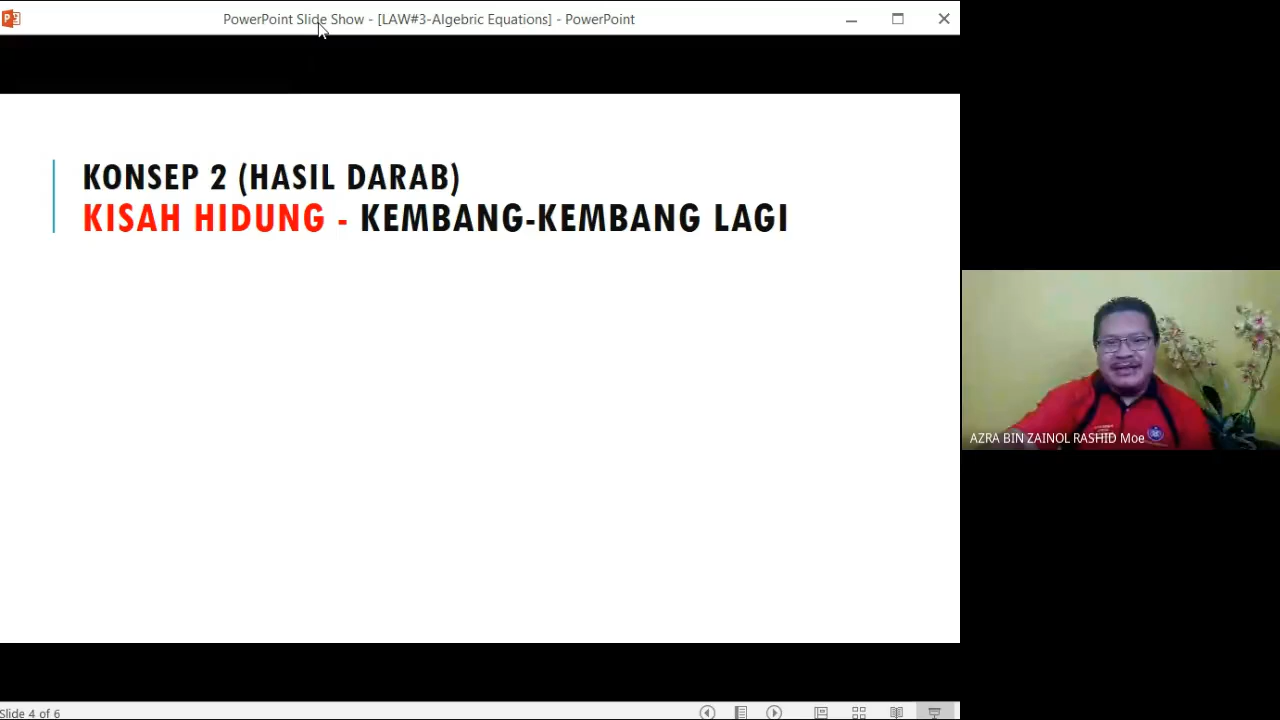 PowerPoint Slide Show - [LAW#3-Algebric Equations] - PowerPoint
KONSEP 2 (HASIL DARAB)
KISAH HIDUNG - KEMBANG-KEMBANG LAGI
AZRA BIN ZAINOL RASHID Moe
Slide 4 of 6